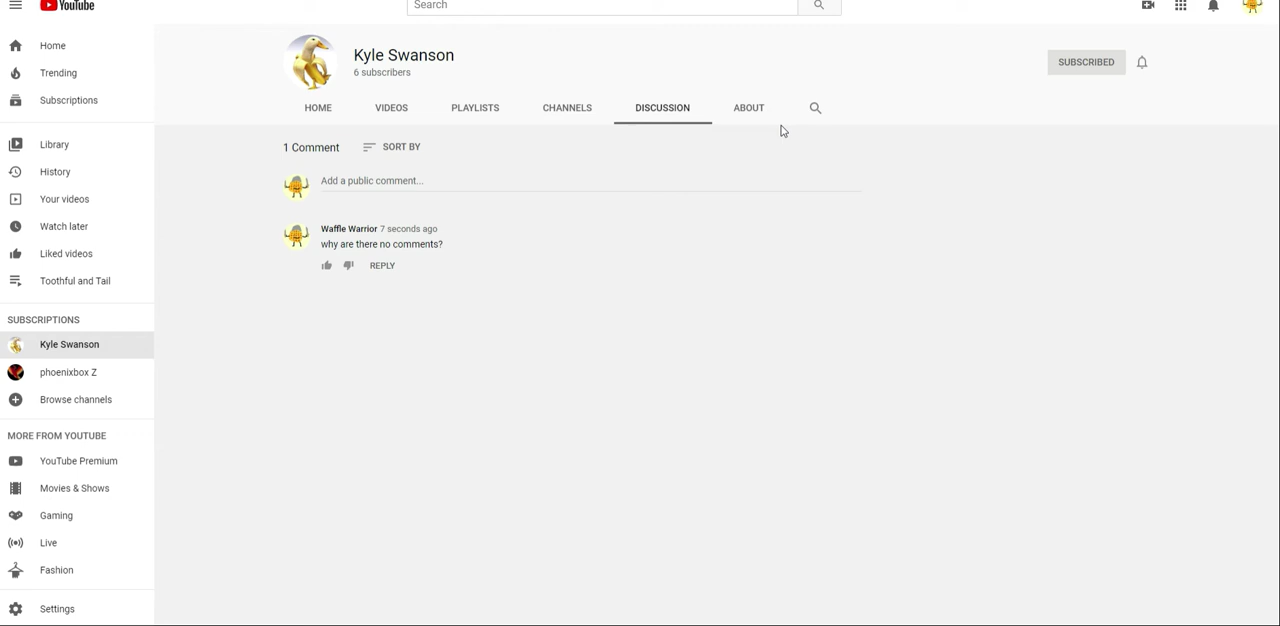 YouTube
Search
Home
Trending
Subscriptions
Library
History
Your videos
Watch later
Liked videos
Toothful and Tail
SUBSCRIPTIONS
Kyle Swanson
phoenixbox Z
Browse channels
MORE FROM YOUTUBE
YouTube Premium
Movies & Shows
Gaming
Live
Fashion
Settings
Kyle Swanson
6 subscribers
SUBSCRIBED
HOME VIDEOS PLAYLISTS CHANNELS DISCUSSION ABOUT
1 Comment SORT BY
Add a public comment...
Waffle Warrior 7 seconds ago
why are there no comments?
REPLY